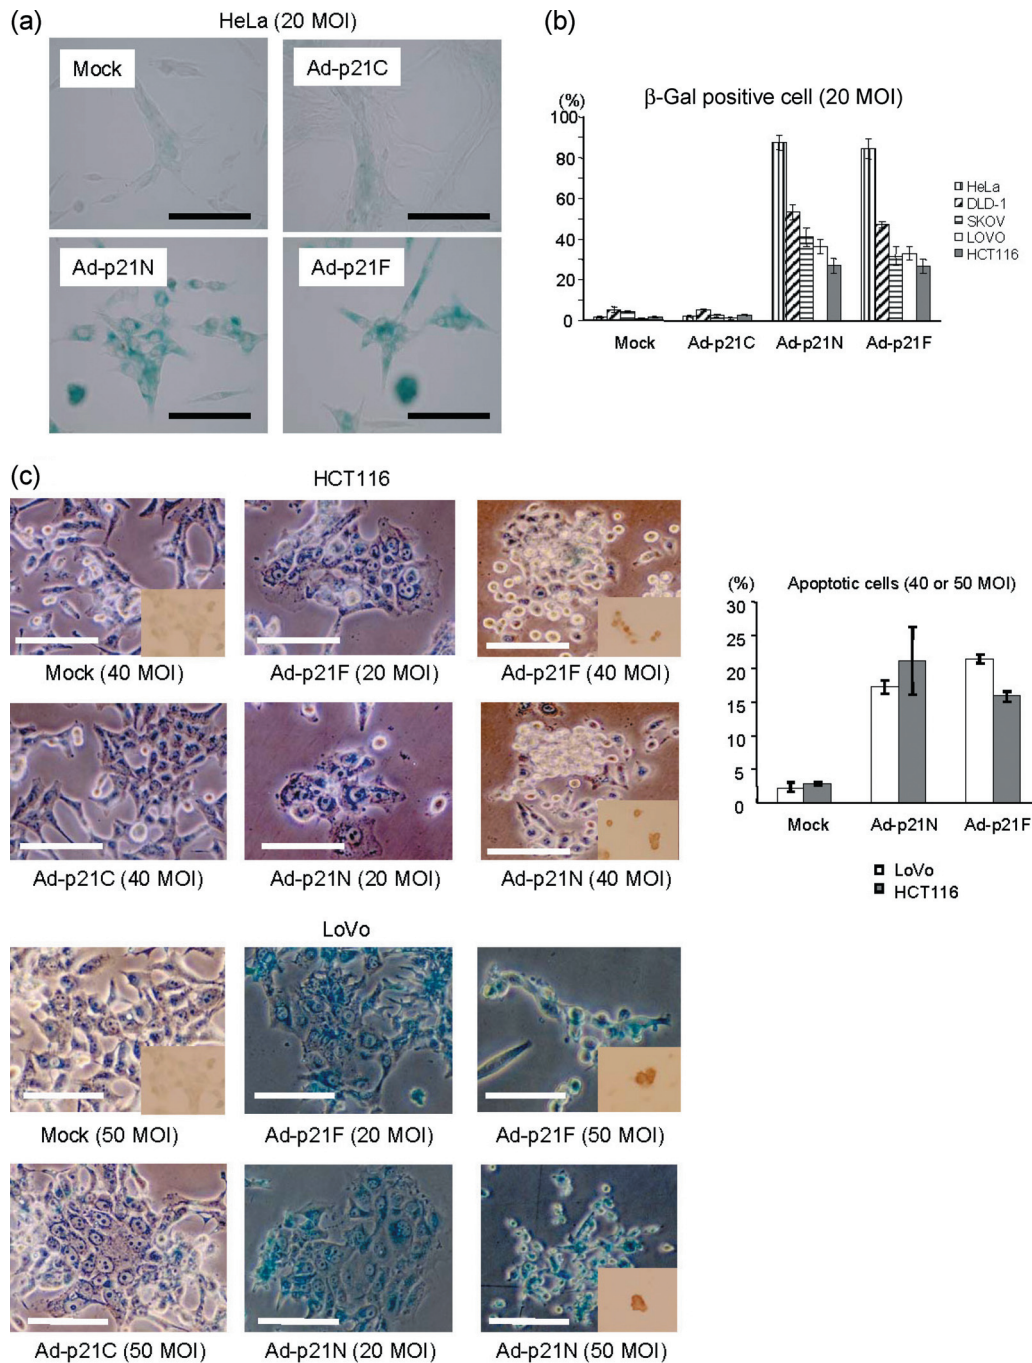 (a)
HeLa (20 MOI)
Mock
Ad-p21C
Ad-p21N
Ad-p21F
(b)
β-Gal positive cell (20 MOI)
(%)
100
80
60
40
20
0
Mock
Ad-p21C
Ad-p21N
Ad-p21F
HeLa
DLD-1
SKOV
LOVO
HCT116
(c)
HCT116
Mock (40 MOI)
Ad-p21F (20 MOI)
Ad-p21F (40 MOI)
Ad-p21C (40 MOI)
Ad-p21N (20 MOI)
Ad-p21N (40 MOI)
(%)
Apoptotic cells (40 or 50 MOI)
30
25
20
15
10
5
0
Mock
Ad-p21N
Ad-p21F
LoVo
HCT116
LoVo
Mock (50 MOI)
Ad-p21F (20 MOI)
Ad-p21F (50 MOI)
Ad-p21C (50 MOI)
Ad-p21N (20 MOI)
Ad-p21N (50 MOI)